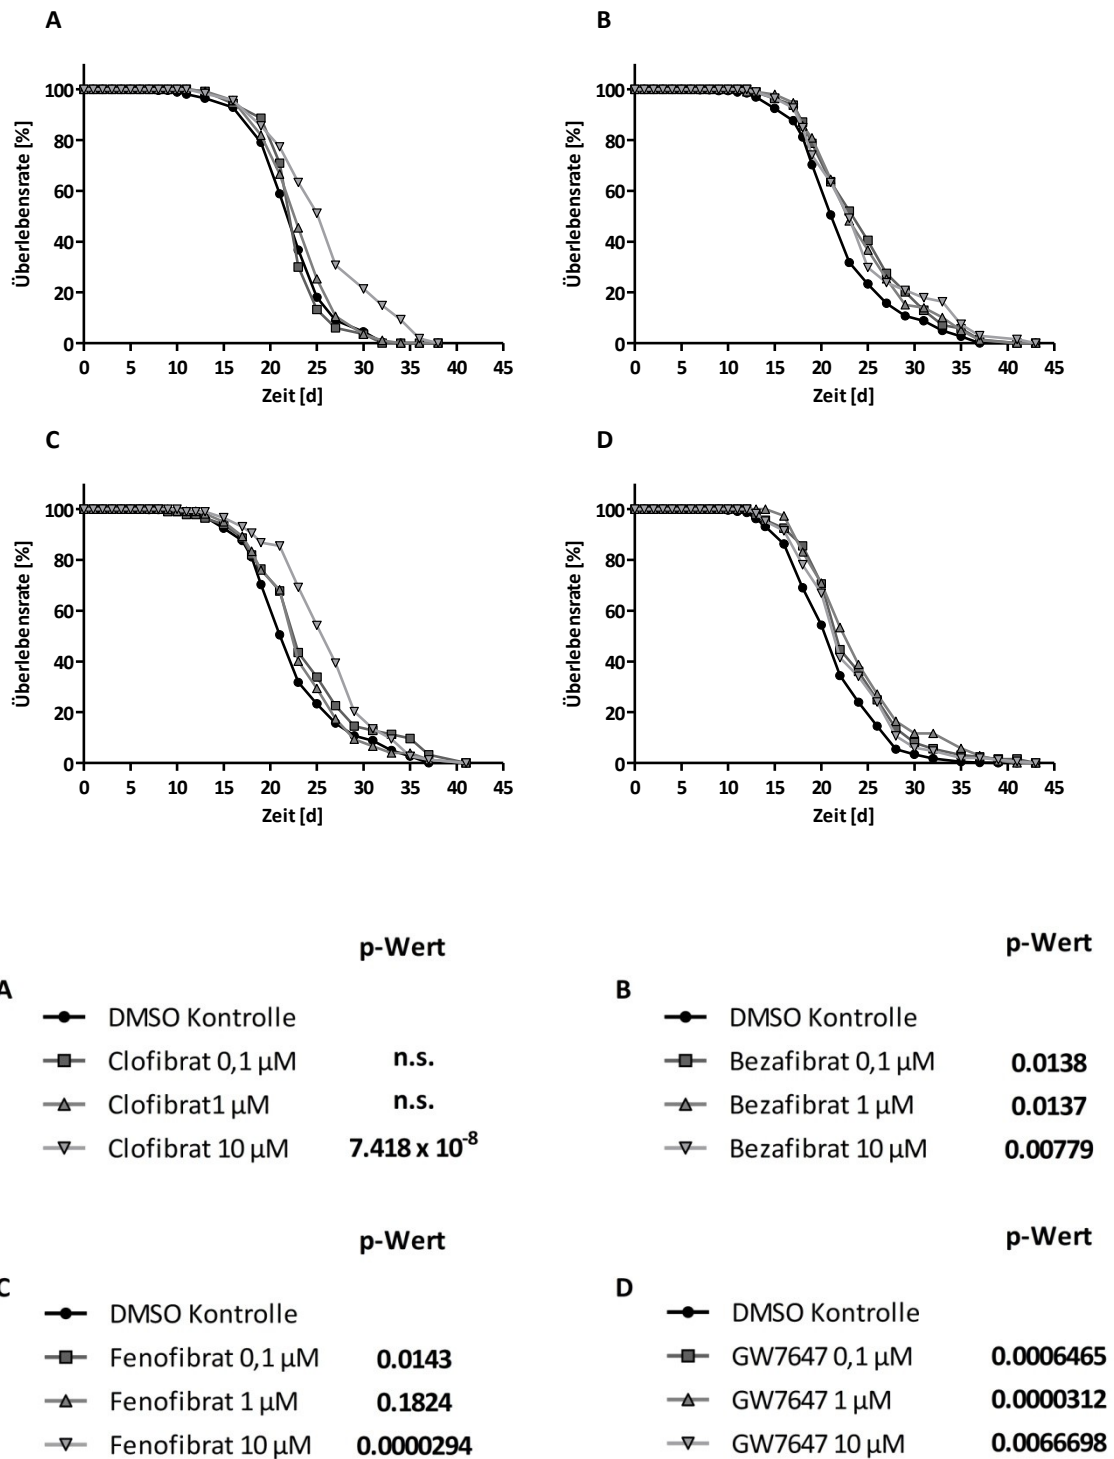 A
B
Überlebensrate [%]
100
80
60
40
20
0
0 5 10 15 20 25 30 35 40 45
Zeit [d]
Überlebensrate [%]
100
80
60
40
20
0
0 5 10 15 20 25 30 35 40 45
Zeit [d]
C
D
Überlebensrate [%]
100
80
60
40
20
0
0 5 10 15 20 25 30 35 40 45
Zeit [d]
Überlebensrate [%]
100
80
60
40
20
0
0 5 10 15 20 25 30 35 40 45
Zeit [d]
p-Wert
A
DMSO Kontrolle
Clofibrat 0,1 µM n.s.
Clofibrat1 µM n.s.
Clofibrat 10 µM 7.418 x 10⁻⁸
p-Wert
B
DMSO Kontrolle
Bezafibrat 0,1 µM 0.0138
Bezafibrat 1 µM 0.0137
Bezafibrat 10 µM 0.00779
p-Wert
C
DMSO Kontrolle
Fenofibrat 0,1 µM 0.0143
Fenofibrat 1 µM 0.1824
Fenofibrat 10 µM 0.0000294
p-Wert
D
DMSO Kontrolle
GW7647 0,1 µM 0.0006465
GW7647 1 µM 0.0000312
GW7647 10 µM 0.0066698